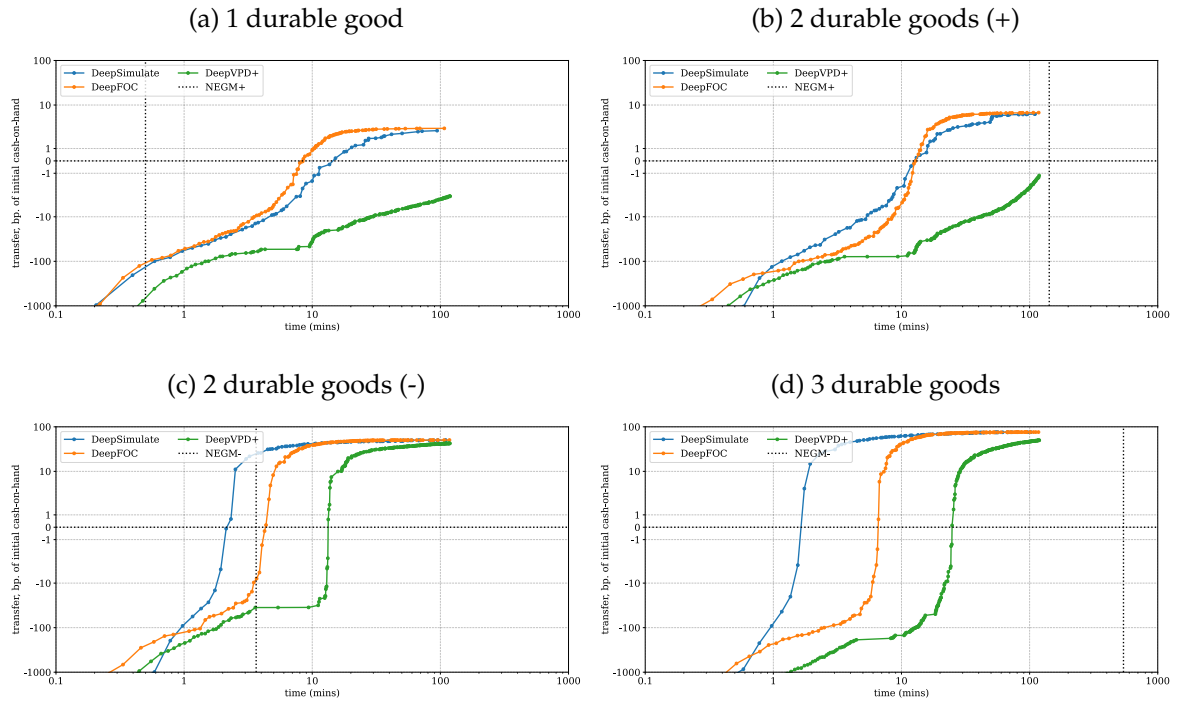 (a) 1 durable good
100
10
1
0
-1
-10
-100
-1000
transfer, bp. of initial cash-on-hand
DeepSimulate
DeepFOC
DeepVPD+
NEGM+
0.1
1
10
100
1000
time (mins)
(b) 2 durable goods (+)
100
10
1
0
-1
-10
-100
-1000
transfer, bp. of initial cash-on-hand
DeepSimulate
DeepFOC
DeepVPD+
NEGM+
0.1
1
10
100
1000
time (mins)
(c) 2 durable goods (-)
100
10
1
0
-1
-10
-100
-1000
transfer, bp. of initial cash-on-hand
DeepSimulate
DeepFOC
DeepVPD+
NEGM-
0.1
1
10
100
1000
time (mins)
(d) 3 durable goods
100
10
1
0
-1
-10
-100
-1000
transfer, bp. of initial cash-on-hand
DeepSimulate
DeepFOC
DeepVPD+
NEGM-
0.1
1
10
100
1000
time (mins)